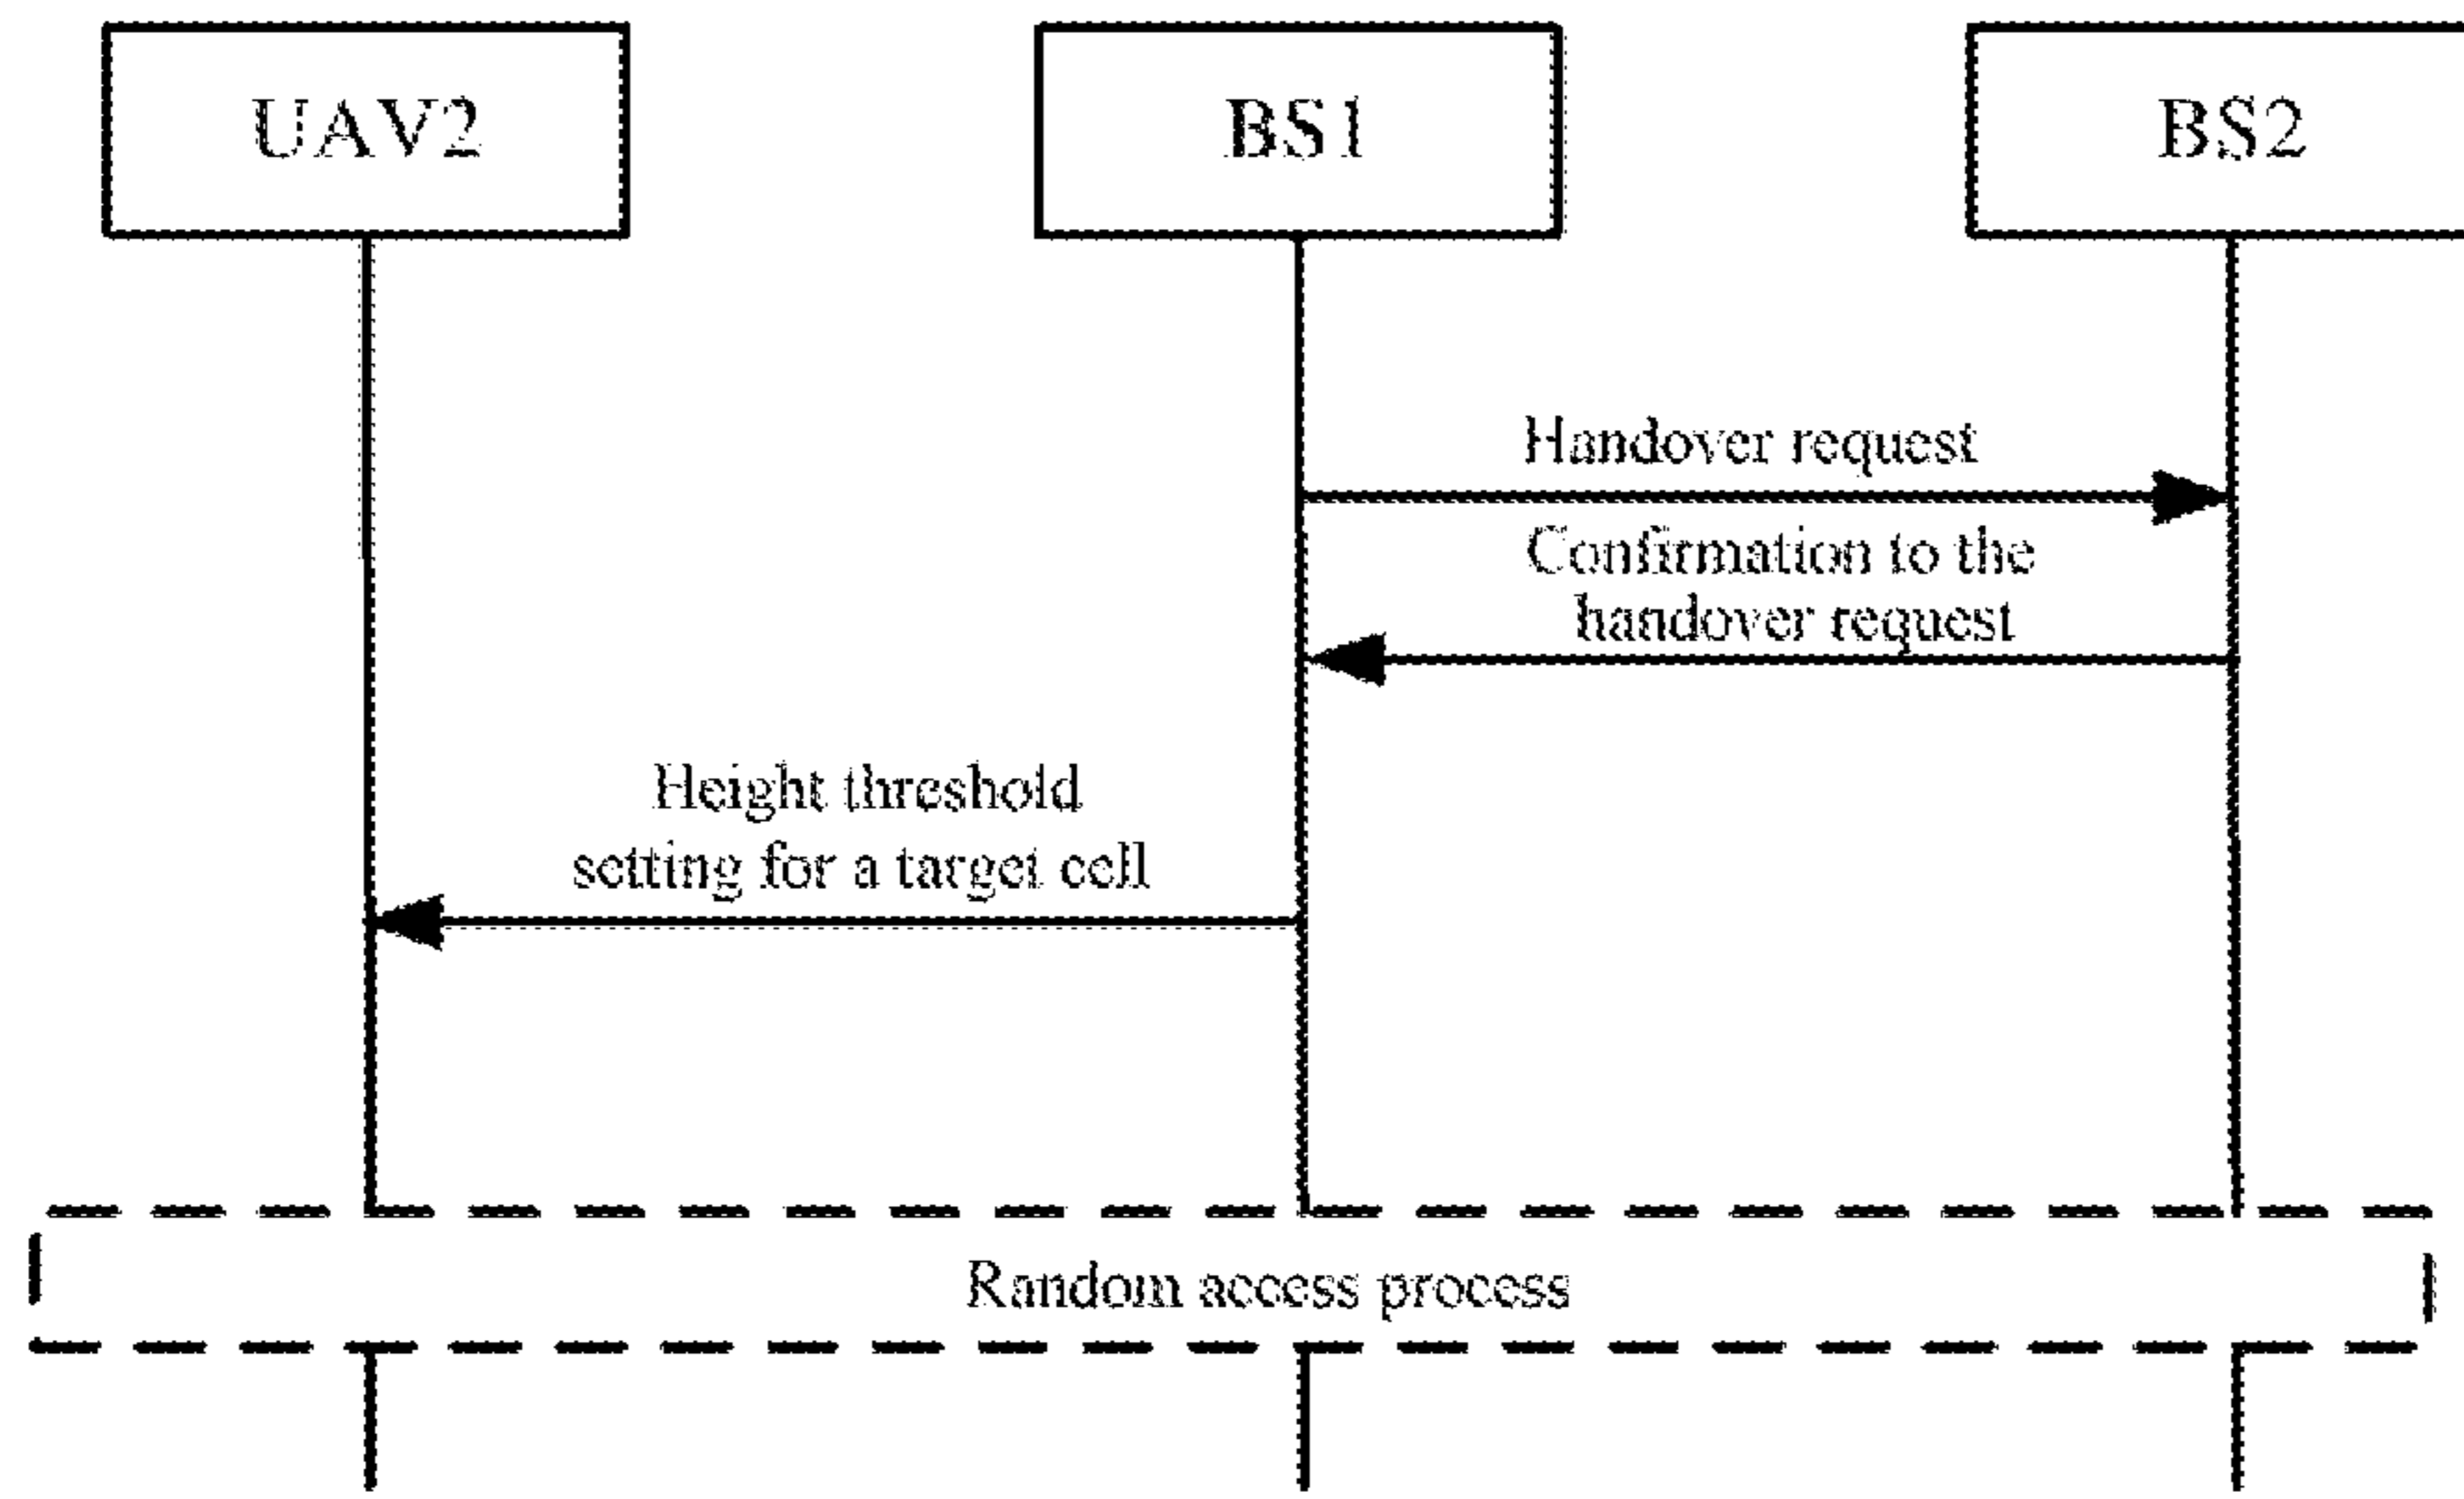 UAV2
BS1
BS2
Handover request
Confirmation to the
handover request
Height threshold
setting for a target cell
Random access process